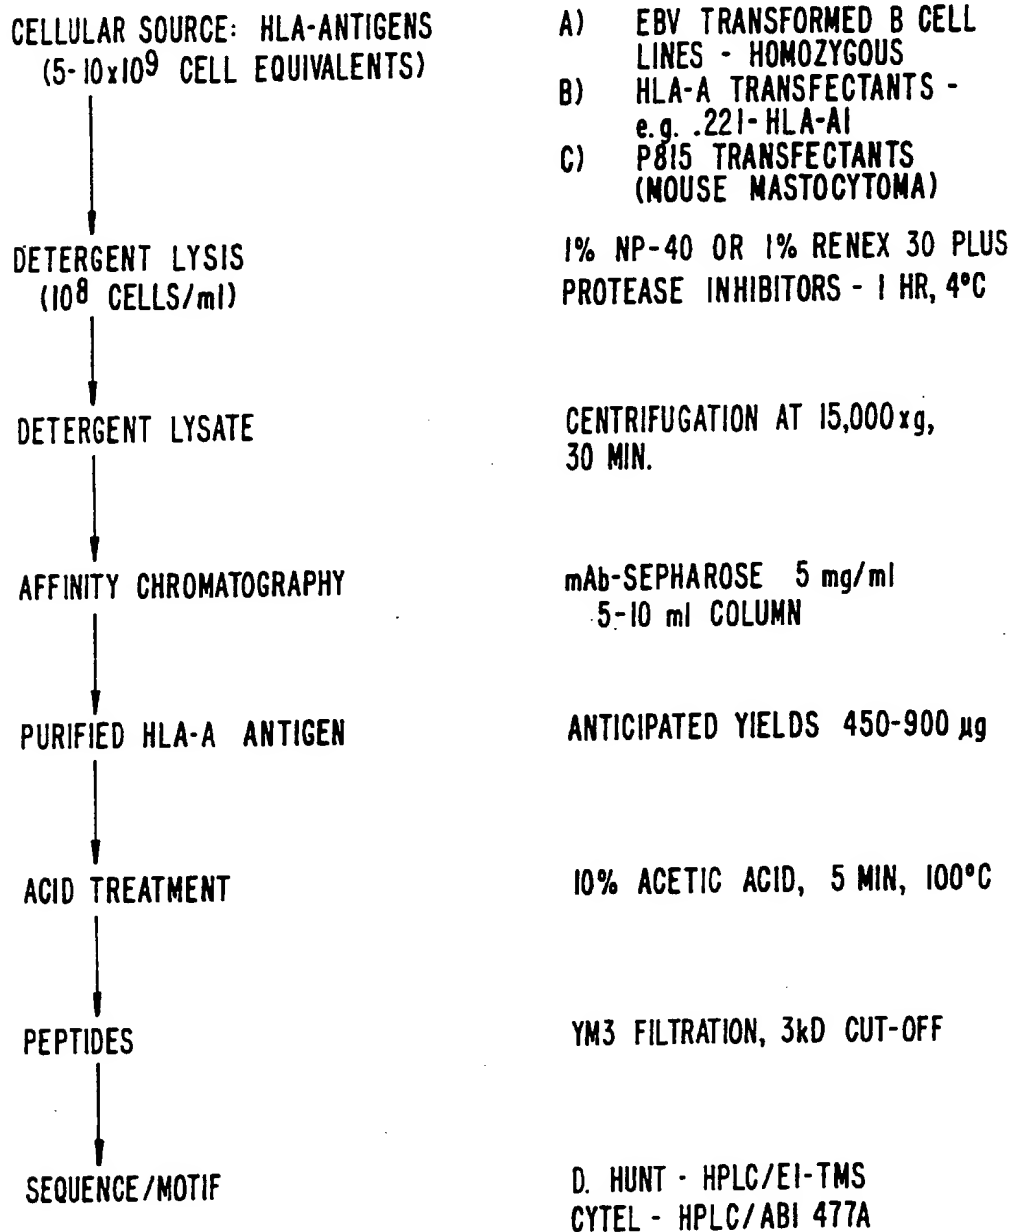 CELLULAR SOURCE: HLA-ANTIGENS
(5-10x10⁹ CELL EQUIVALENTS)
A) EBV TRANSFORMED B CELL
LINES - HOMOZYGOUS
B) HLA-A TRANSFECTANTS -
e.g. .221-HLA-A1
C) P815 TRANSFECTANTS
(MOUSE MASTOCYTOMA)
DETERGENT LYSIS
(10⁸ CELLS/ml)
1% NP-40 OR 1% RENEX 30 PLUS
PROTEASE INHIBITORS - 1 HR, 4°C
DETERGENT LYSATE
CENTRIFUGATION AT 15,000xg,
30 MIN.
AFFINITY CHROMATOGRAPHY
mAb-SEPHAROSE 5 mg/ml
5-10 ml COLUMN
PURIFIED HLA-A ANTIGEN
ANTICIPATED YIELDS 450-900 µg
ACID TREATMENT
10% ACETIC ACID, 5 MIN, 100°C
PEPTIDES
YM3 FILTRATION, 3kD CUT-OFF
SEQUENCE/MOTIF
D. HUNT - HPLC/EI-TMS
CYTEL - HPLC/ABI 477A